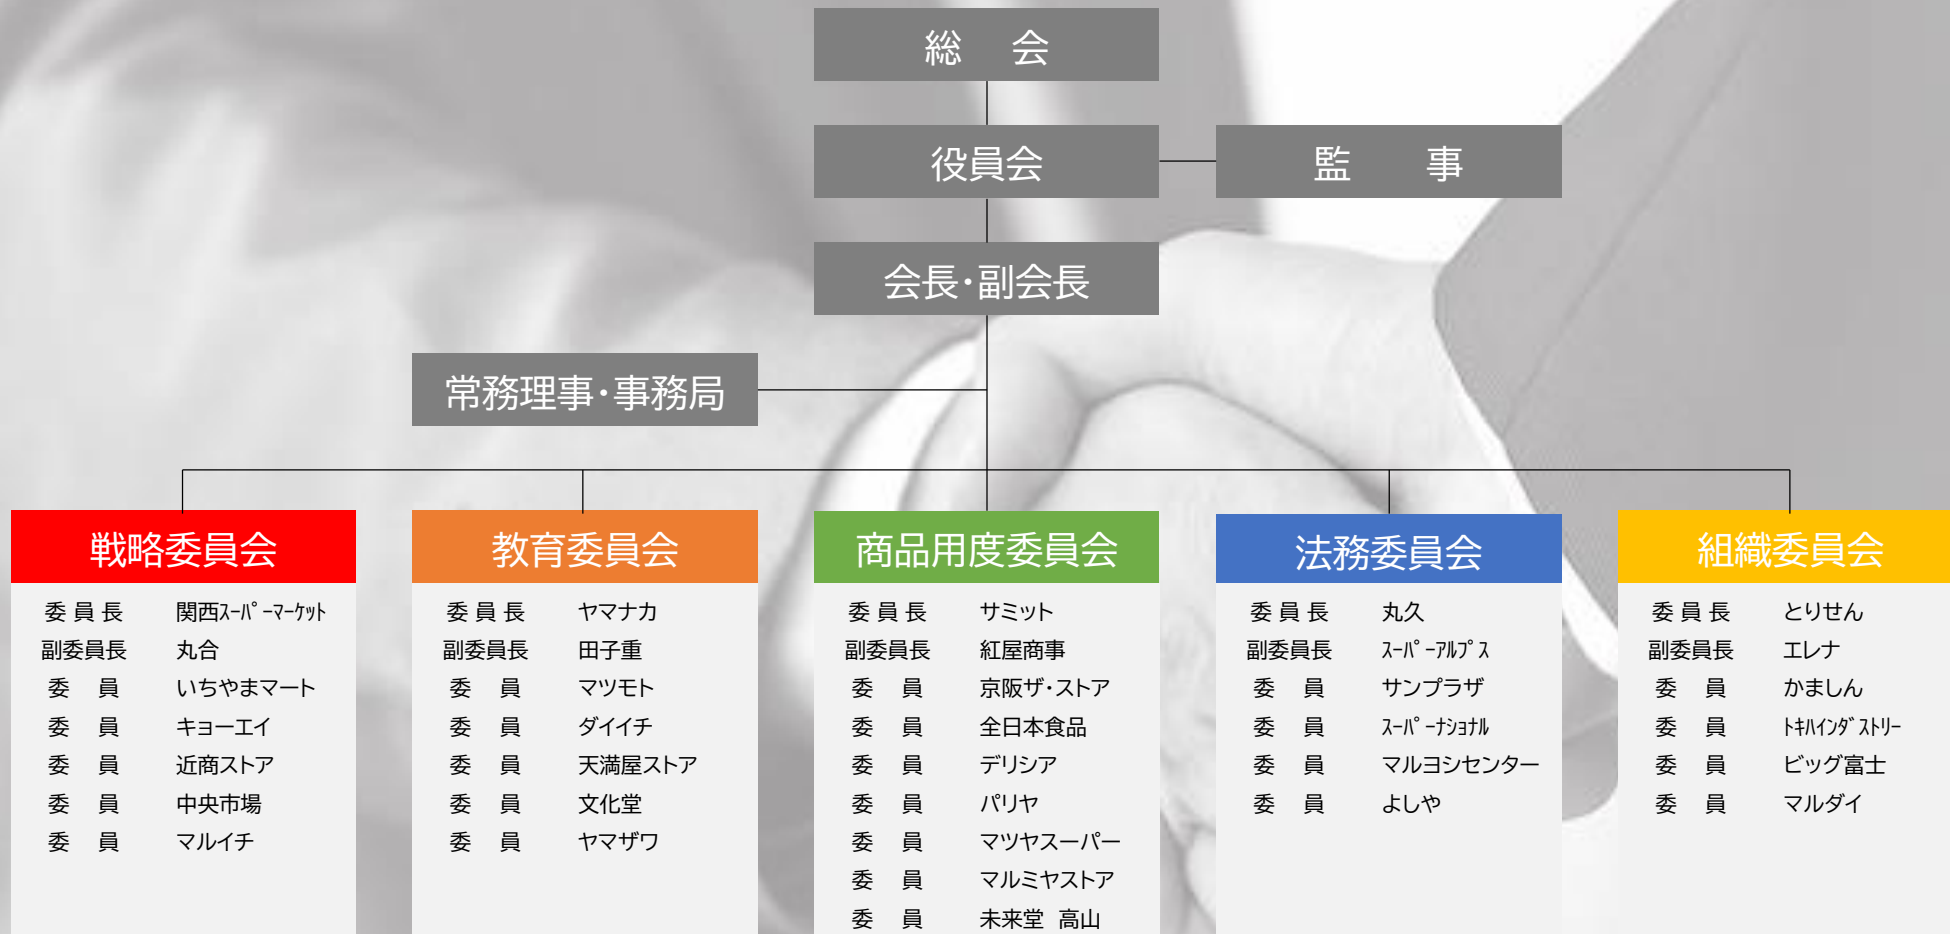 総　会
役員会
監　事
会長・副会長
常務理事・事務局
戦略委員会
委 員 長　関西ｽｰﾊﾟｰﾏｰｹｯﾄ
副委員長　丸合
委　員　いちやまマート
委　員　キョーエイ
委　員　近商ストア
委　員　中央市場
委　員　マルイチ
教育委員会
委 員 長　ヤマナカ
副委員長　田子重
委　員　マツモト
委　員　ダイイチ
委　員　天満屋ストア
委　員　文化堂
委　員　ヤマザワ
商品用度委員会
委 員 長　サミット
副委員長　紅屋商事
委　員　京阪ザ・ストア
委　員　全日本食品
委　員　デリシア
委　員　パリヤ
委　員　マツヤスーパー
委　員　マルミヤストア
委　員　未来堂　高山
法務委員会
委 員 長　丸久
副委員長　ｽｰﾊﾟｰｱﾙﾌﾟｽ
委　員　サンプラザ
委　員　ｽｰﾊﾟｰﾅｼｮﾅﾙ
委　員　マルヨシセンター
委　員　よしや
組織委員会
委 員 長　とりせん
副委員長　エレナ
委　員　かましん
委　員　ﾄｷﾊｲﾝﾀﾞｽﾄﾘｰ
委　員　ビッグ富士
委　員　マルダイ